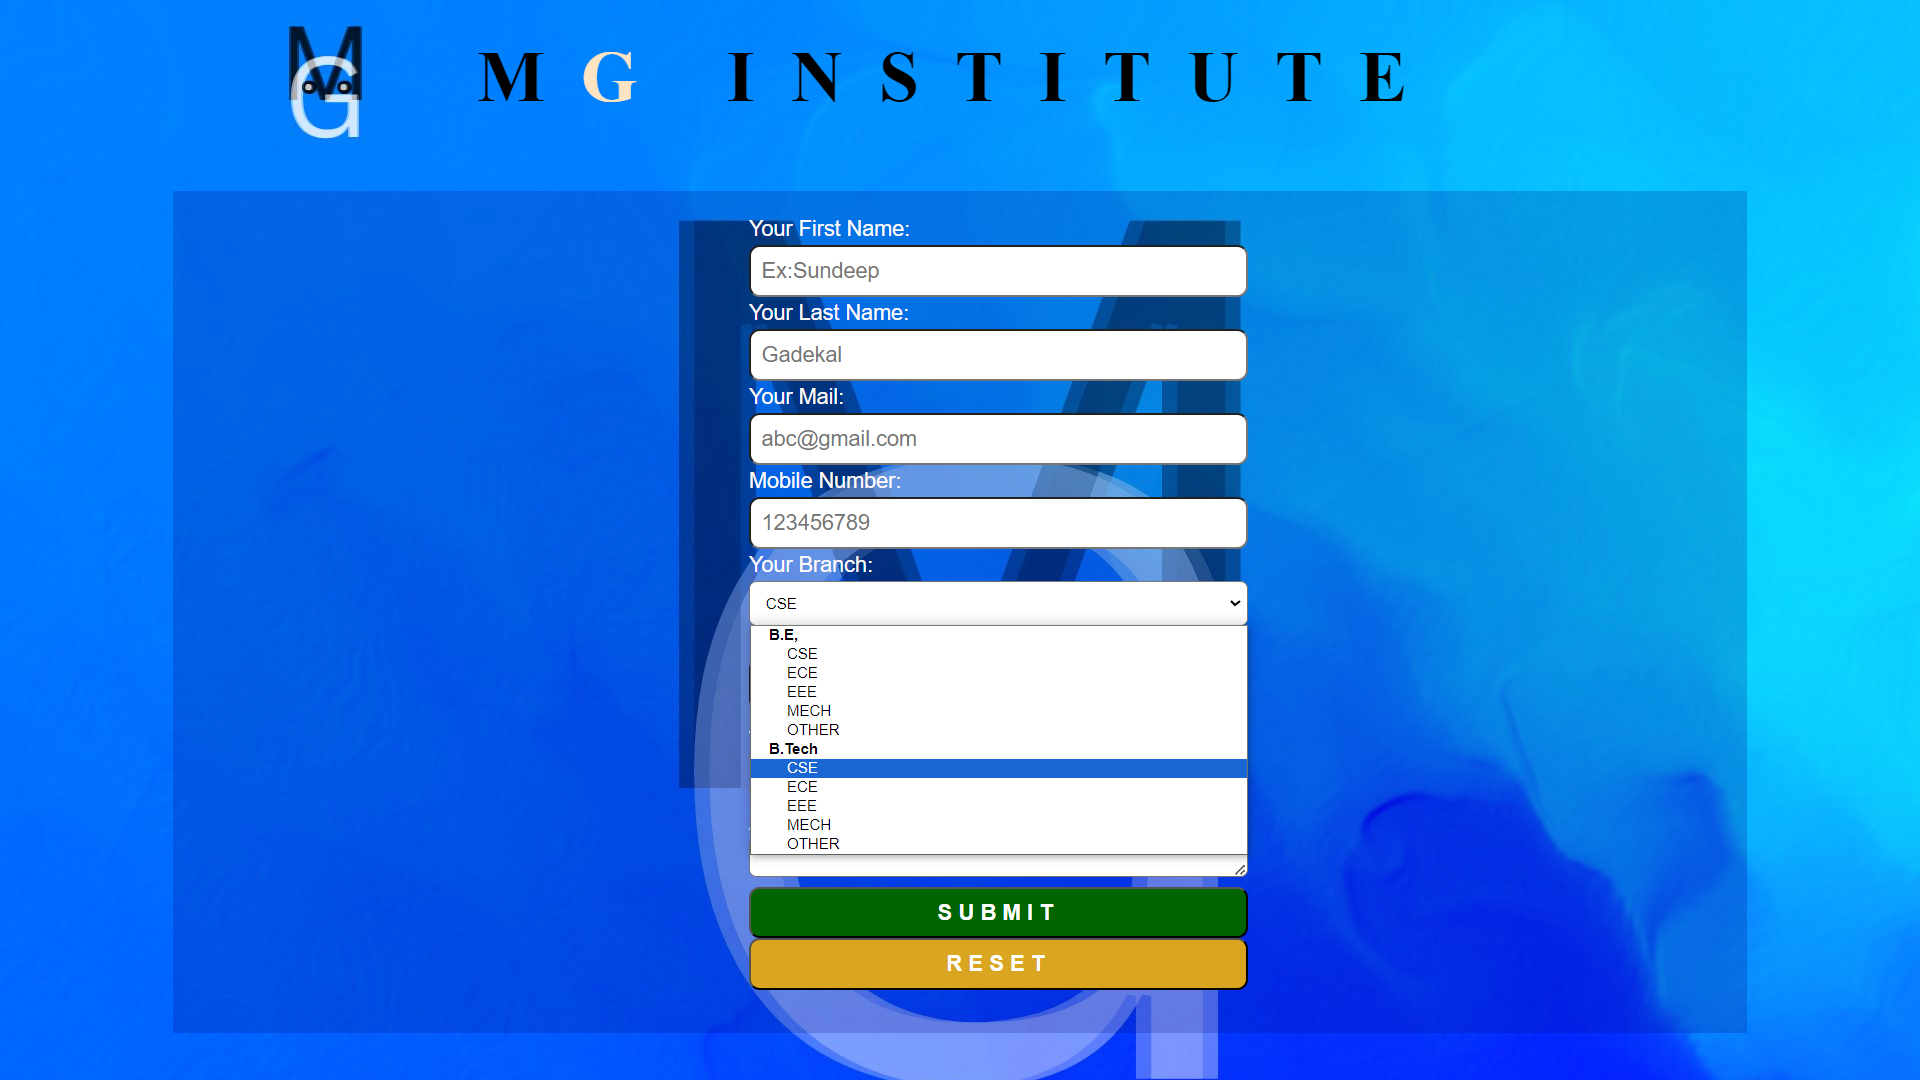 M G
M G INSTITUTE
Your First Name:
Ex:Sundeep
Your Last Name:
Gadekal
Your Mail:
abc@gmail.com
Mobile Number:
123456789
Your Branch:
CSE
B.E,
CSE
ECE
EEE
MECH
OTHER
B.Tech
CSE
ECE
EEE
MECH
OTHER
SUBMIT
RESET